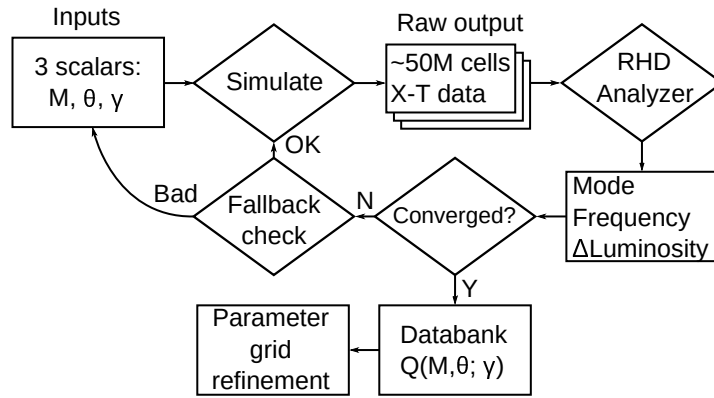 Inputs
3 scalars:
M, θ, γ
Simulate
Raw output
~50M cells
X-T data
RHD
Analyzer
OK
Bad
Fallback
check
N
Converged?
Mode
Frequency
ΔLuminosity
Y
Parameter
grid
refinement
Databank
Q(M,θ; γ)